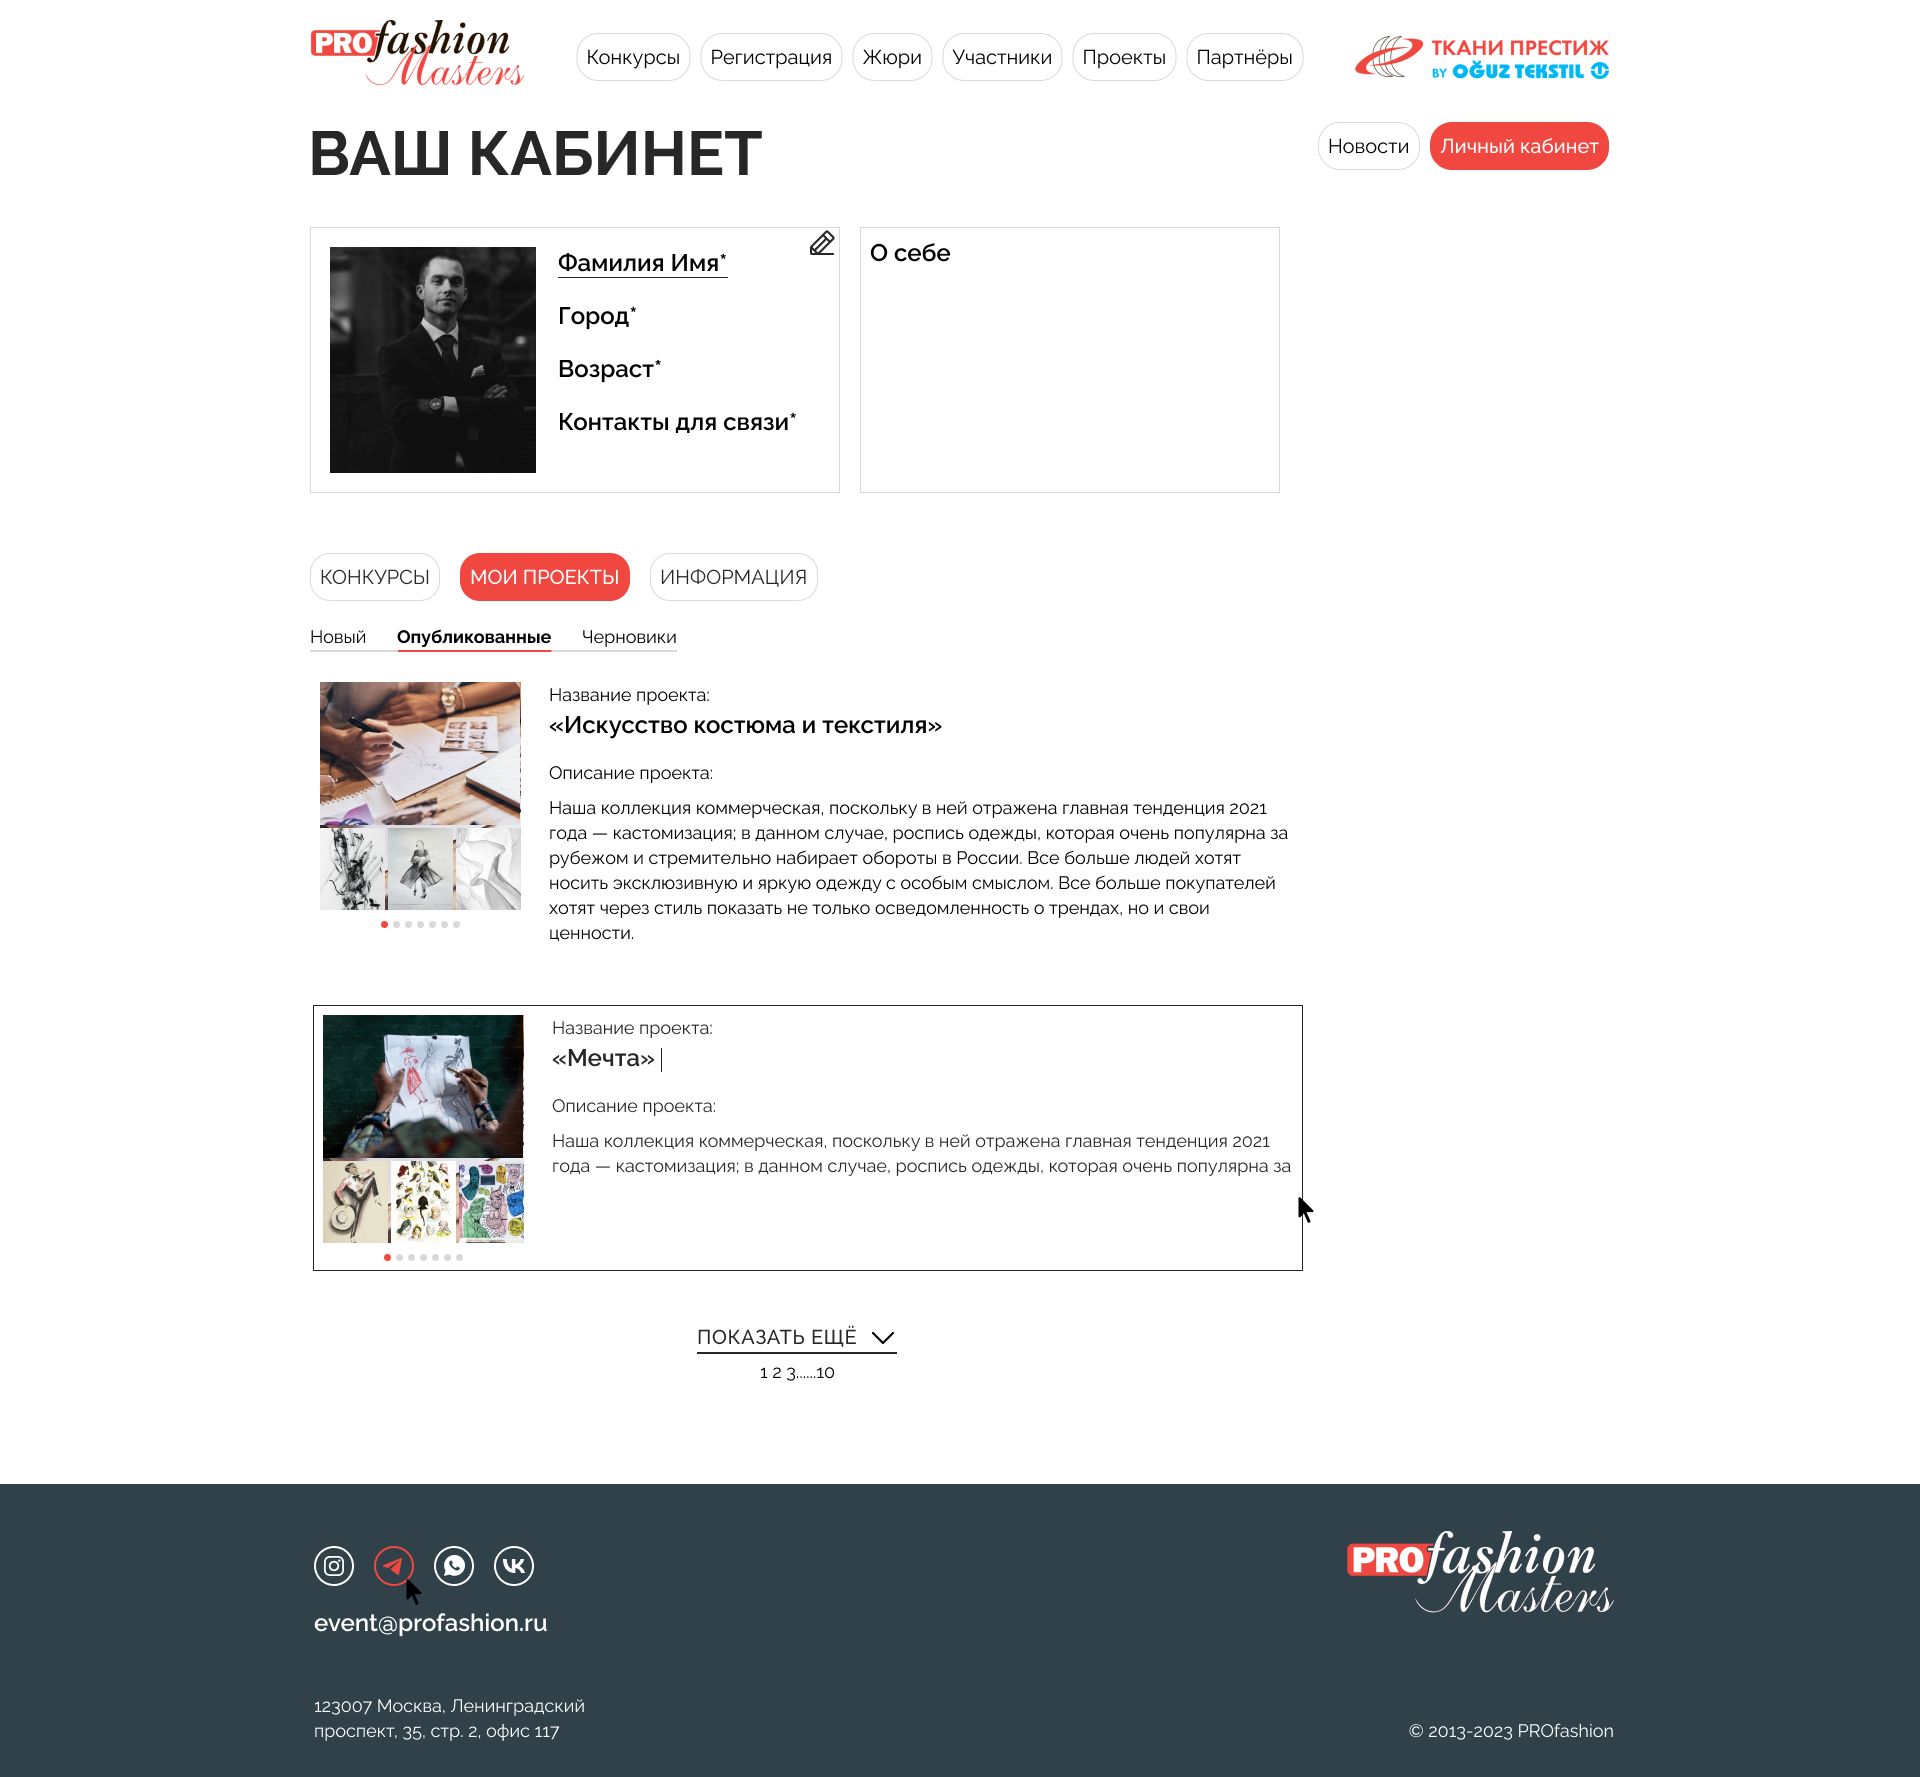 PROfashion
Masters
Конкурсы
Регистрация
Жюри
Участники
Проекты
Партнёры
ТКАНИ ПРЕСТИЖ
BY OĞUZ TEKSTIL
ВАШ КАБИНЕТ
Новости
Личный кабинет
Фамилия Имя*
Город*
Возраст*
Контакты для связи*
О себе
КОНКУРСЫ
МОИ ПРОЕКТЫ
ИНФОРМАЦИЯ
Новый
Опубликованные
Черновики
Название проекта:
«Искусство костюма и текстиля»
Описание проекта:
Наша коллекция коммерческая, поскольку в ней отражена главная тенденция 2021
года — кастомизация; в данном случае, роспись одежды, которая очень популярна за
рубежом и стремительно набирает обороты в России. Все больше людей хотят
носить эксклюзивную и яркую одежду с особым смыслом. Все больше покупателей
хотят через стиль показать не только осведомленность о трендах, но и свои
ценности.
Название проекта:
«Мечта»
Описание проекта:
Наша коллекция коммерческая, поскольку в ней отражена главная тенденция 2021
года — кастомизация; в данном случае, роспись одежды, которая очень популярна за
ПОКАЗАТЬ ЕЩЁ
1 2 3......10
PROfashion
Masters
event@profashion.ru
123007 Москва, Ленинградский
проспект, 35, стр. 2, офис 117
© 2013-2023 PROfashion